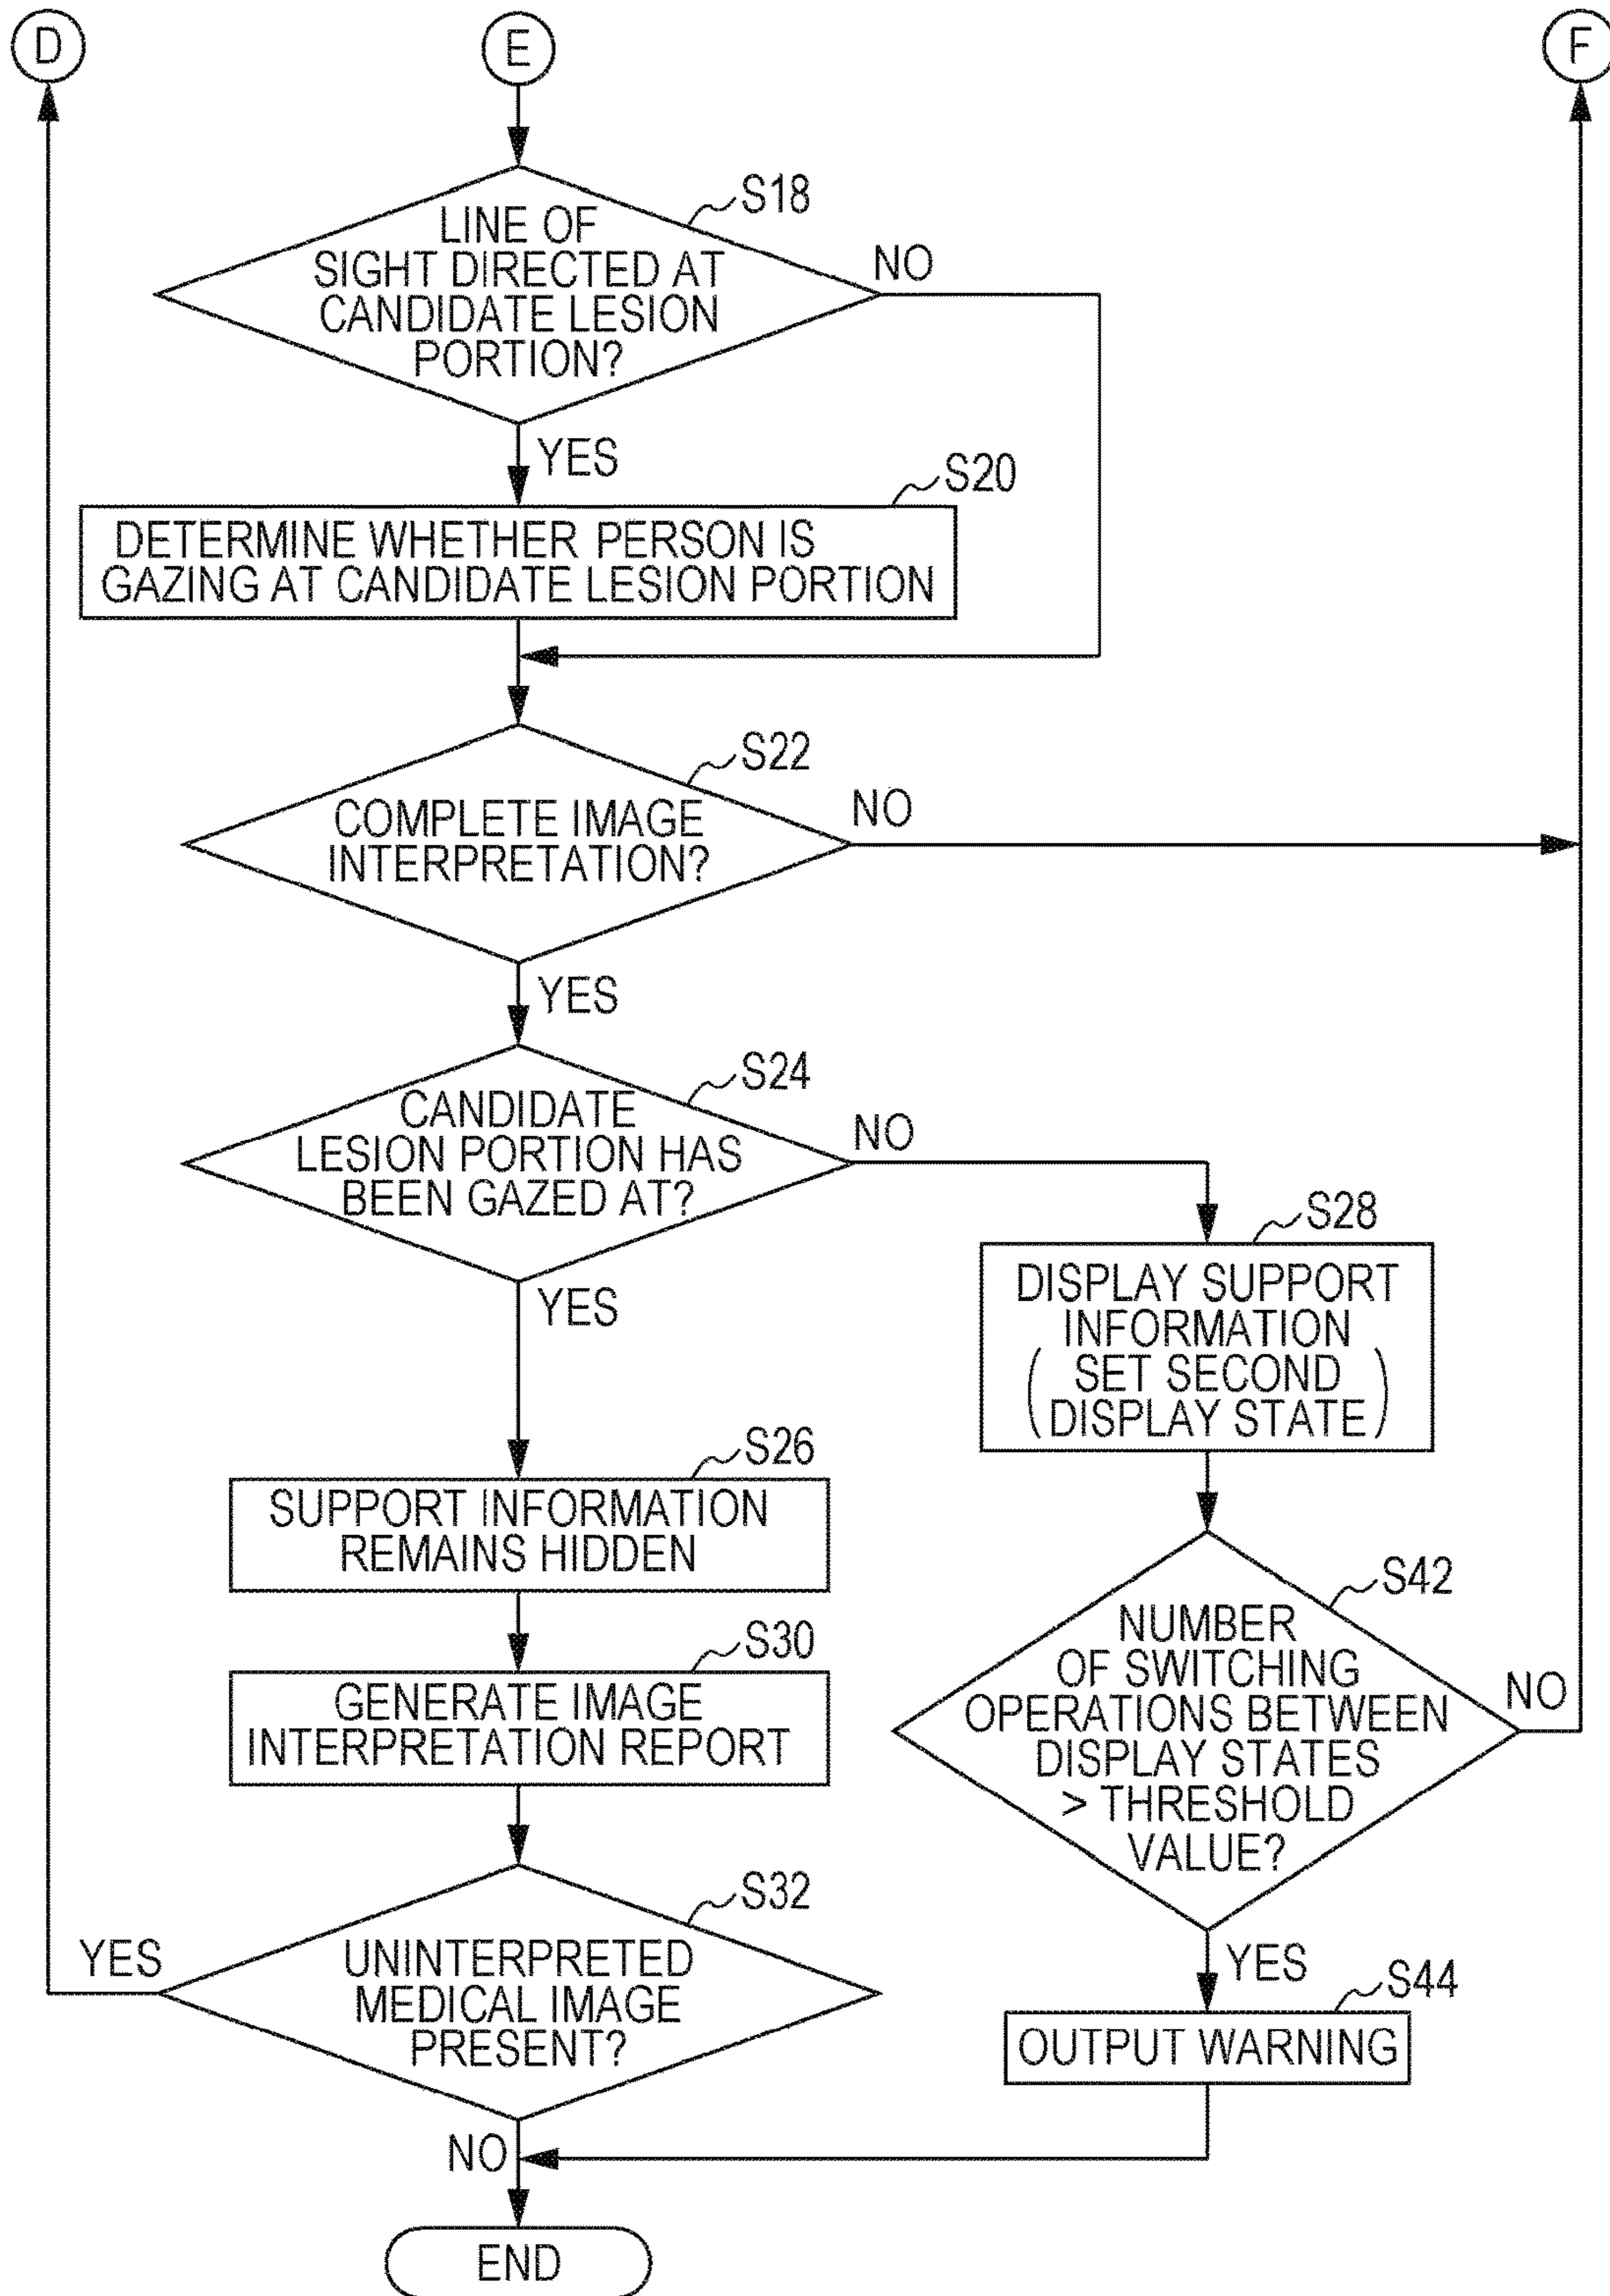 D
E
F
S18
LINE OF
SIGHT DIRECTED AT
CANDIDATE LESION
PORTION?
NO
YES
S20
DETERMINE WHETHER PERSON IS
GAZING AT CANDIDATE LESION PORTION
S22
COMPLETE IMAGE
INTERPRETATION?
NO
YES
S24
CANDIDATE
LESION PORTION HAS
BEEN GAZED AT?
NO
YES
S28
DISPLAY SUPPORT
INFORMATION
( SET SECOND
DISPLAY STATE )
S26
SUPPORT INFORMATION
REMAINS HIDDEN
S42
NUMBER
OF SWITCHING
OPERATIONS BETWEEN
DISPLAY STATES
> THRESHOLD
VALUE?
NO
YES
S30
GENERATE IMAGE
INTERPRETATION REPORT
S32
UNINTERPRETED
MEDICAL IMAGE
PRESENT?
YES
NO
S44
OUTPUT WARNING
END